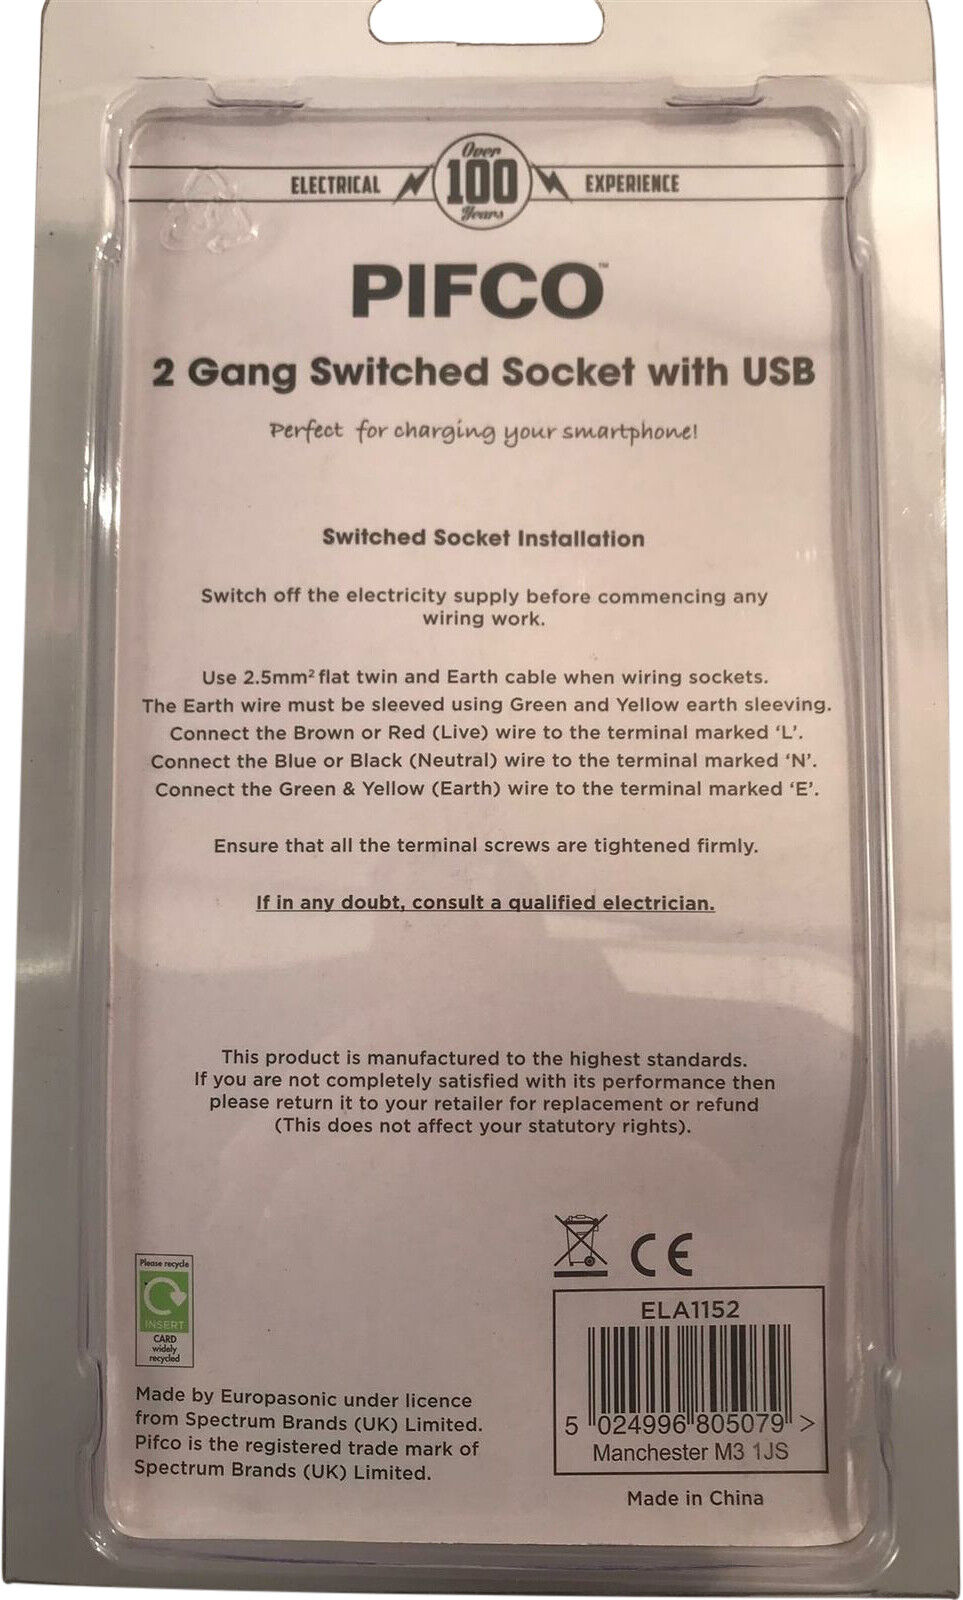 Over
ELECTRICAL 100 EXPERIENCE
Years
PIFCO™
2 Gang Switched Socket with USB
Perfect for charging your smartphone!
Switched Socket Installation
Switch off the electricity supply before commencing any
wiring work.
Use 2.5mm² flat twin and Earth cable when wiring sockets.
The Earth wire must be sleeved using Green and Yellow earth sleeving.
Connect the Brown or Red (Live) wire to the terminal marked ‘L’.
Connect the Blue or Black (Neutral) wire to the terminal marked ‘N’.
Connect the Green & Yellow (Earth) wire to the terminal marked ‘E’.
Ensure that all the terminal screws are tightened firmly.
If in any doubt, consult a qualified electrician.
This product is manufactured to the highest standards.
If you are not completely satisfied with its performance then
please return it to your retailer for replacement or refund
(This does not affect your statutory rights).
CE
Please recycle
INSERT
CARD
widely
recycled
Made by Europasonic under licence
from Spectrum Brands (UK) Limited.
Pifco is the registered trade mark of
Spectrum Brands (UK) Limited.
ELA1152
5 024996 805079 >
Manchester M3 1JS
Made in China